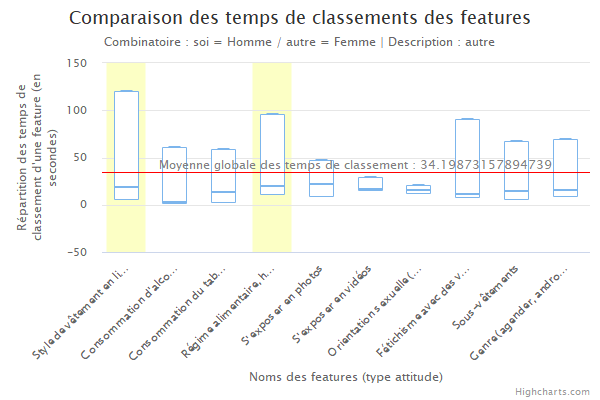 Comparaison des temps de classements des features
Combinatoire : soi = Homme / autre = Femme | Description : autre
Répartition des temps de
classement d'une feature (en
secondes)
150
100
50
0
−50
Moyenne globale des temps de classement : 34.19873157894739
Style de vêtement en li...
Consommation d'alco...
Consommation du tab...
Régime alimentaire, h...
S'exposer en photos
S'exposer en vidéos
Orientation sexuelle (...
Fétichisme avec des v...
Sous-vêtements
Genre (agender, andro...
Noms des features (type attitude)
Highcharts.com